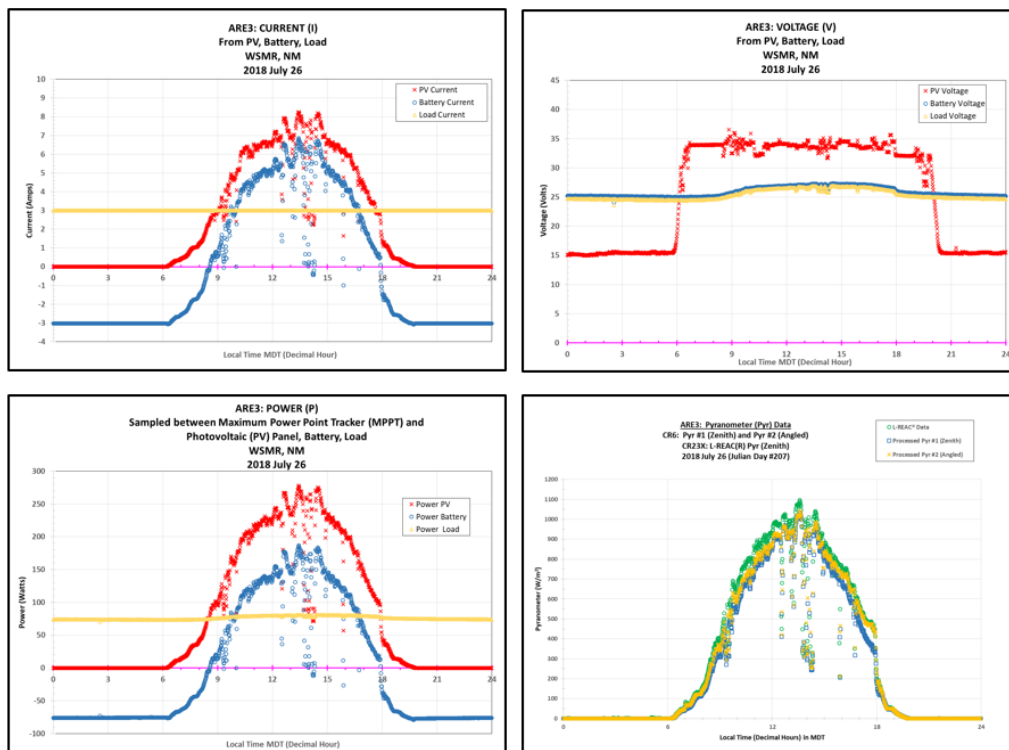 ARE3: CURRENT (I)
From PV, Battery, Load
WSMR, NM
2018 July 26
PV Current
Battery Current
Load Current
Current (Amps)
10
9
8
7
6
5
4
3
2
1
0
-1
-2
-3
-4
0
3
6
9
12
15
18
21
24
Local Time MDT (Decimal Hour)
ARE3: VOLTAGE (V)
From PV, Battery, Load
WSMR, NM
2018 July 26
PV Voltage
Battery Voltage
Load Voltage
Voltage (Volts)
45
40
35
30
25
20
15
10
5
0
0
3
6
9
12
15
18
21
24
Local Time MDT (Decimal Hour)
ARE3: POWER (P)
Sampled between Maximum Power Point Tracker (MPPT) and
Photovoltaic (PV) Panel, Battery, Load
WSMR, NM
2018 July 26
Power PV
Power Battery
Power Load
Power (Watts)
300
250
200
150
100
50
0
-50
-100
0
3
6
9
12
15
18
21
24
Local Time MDT (Decimal Hour)
ARE3: Pyranometer (Pyr) Data
CR6: Pyr #1 (Zenith) and Pyr #2 (Angled)
CR23X: L-REAC(R) Pyr (Zenith)
2018 July 26 (Julian Day #207)
L-REAC® Data
Processed Pyr #1 (Zenith)
Processed Pyr #2 (Angled)
Pyranometer (W/m²)
1200
1100
1000
900
800
700
600
500
400
300
200
100
0
0
6
12
18
24
Local Time (Decimal Hours) in MDT